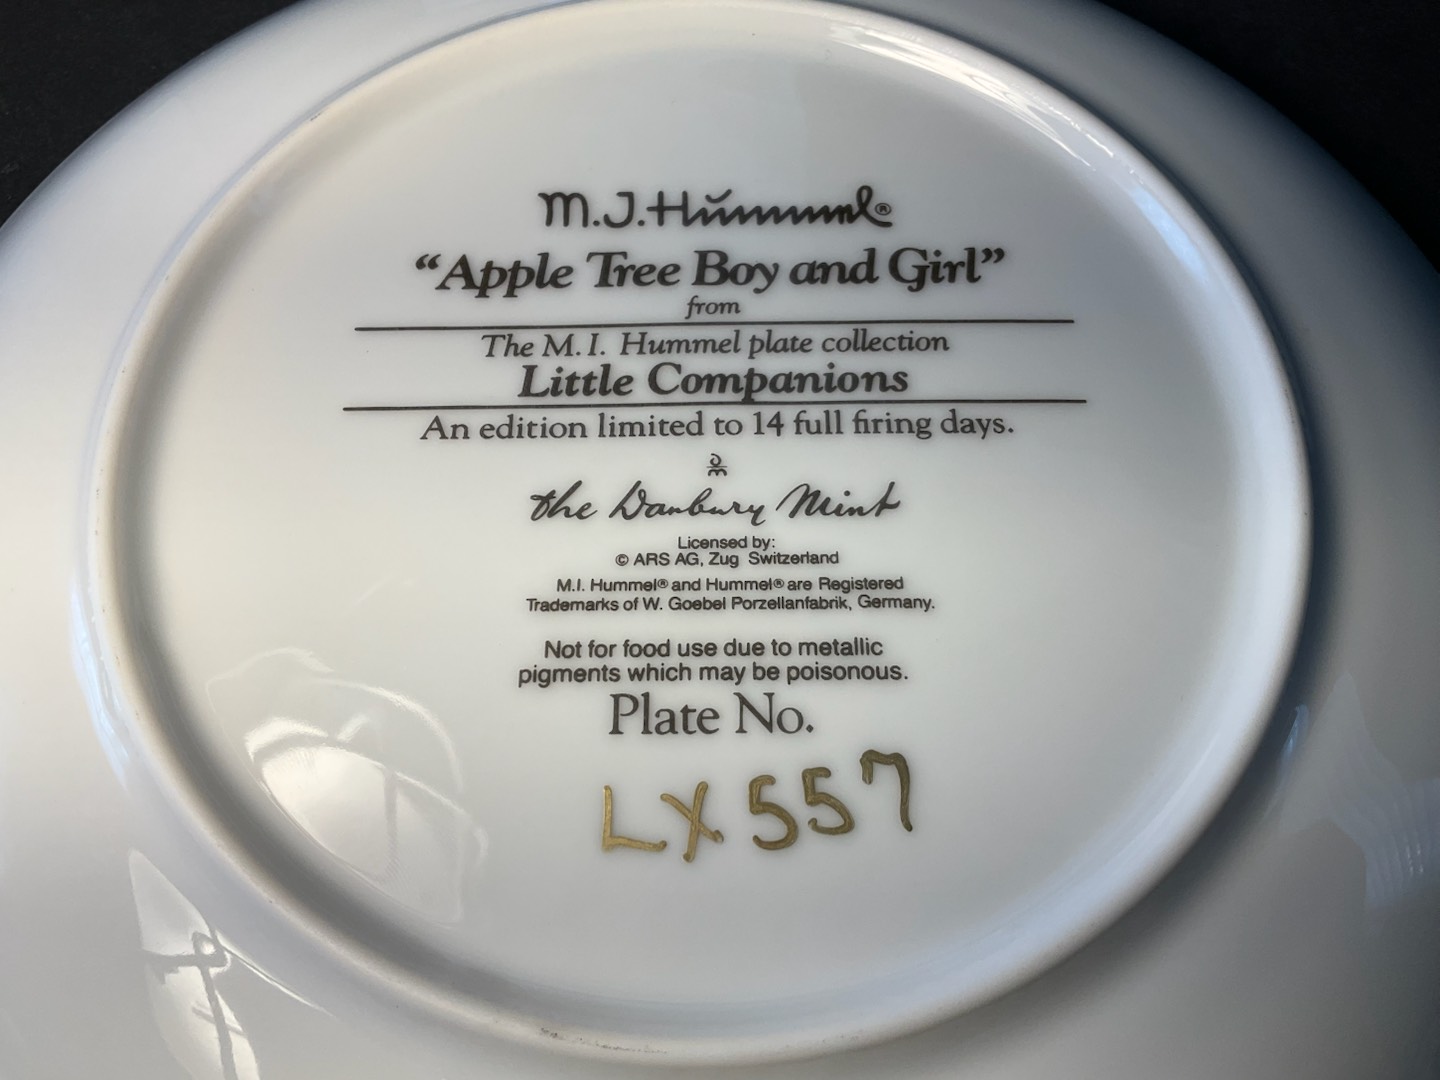 M.J. Hummel®
“Apple Tree Boy and Girl”
from
The M.I. Hummel plate collection
Little Companions
An edition limited to 14 full firing days.
the Danbury Mint
Licensed by:
© ARS AG, Zug Switzerland
M.I. Hummel® and Hummel® are Registered
Trademarks of W. Goebel Porzellanfabrik, Germany.
Not for food use due to metallic
pigments which may be poisonous.
Plate No.
LX557